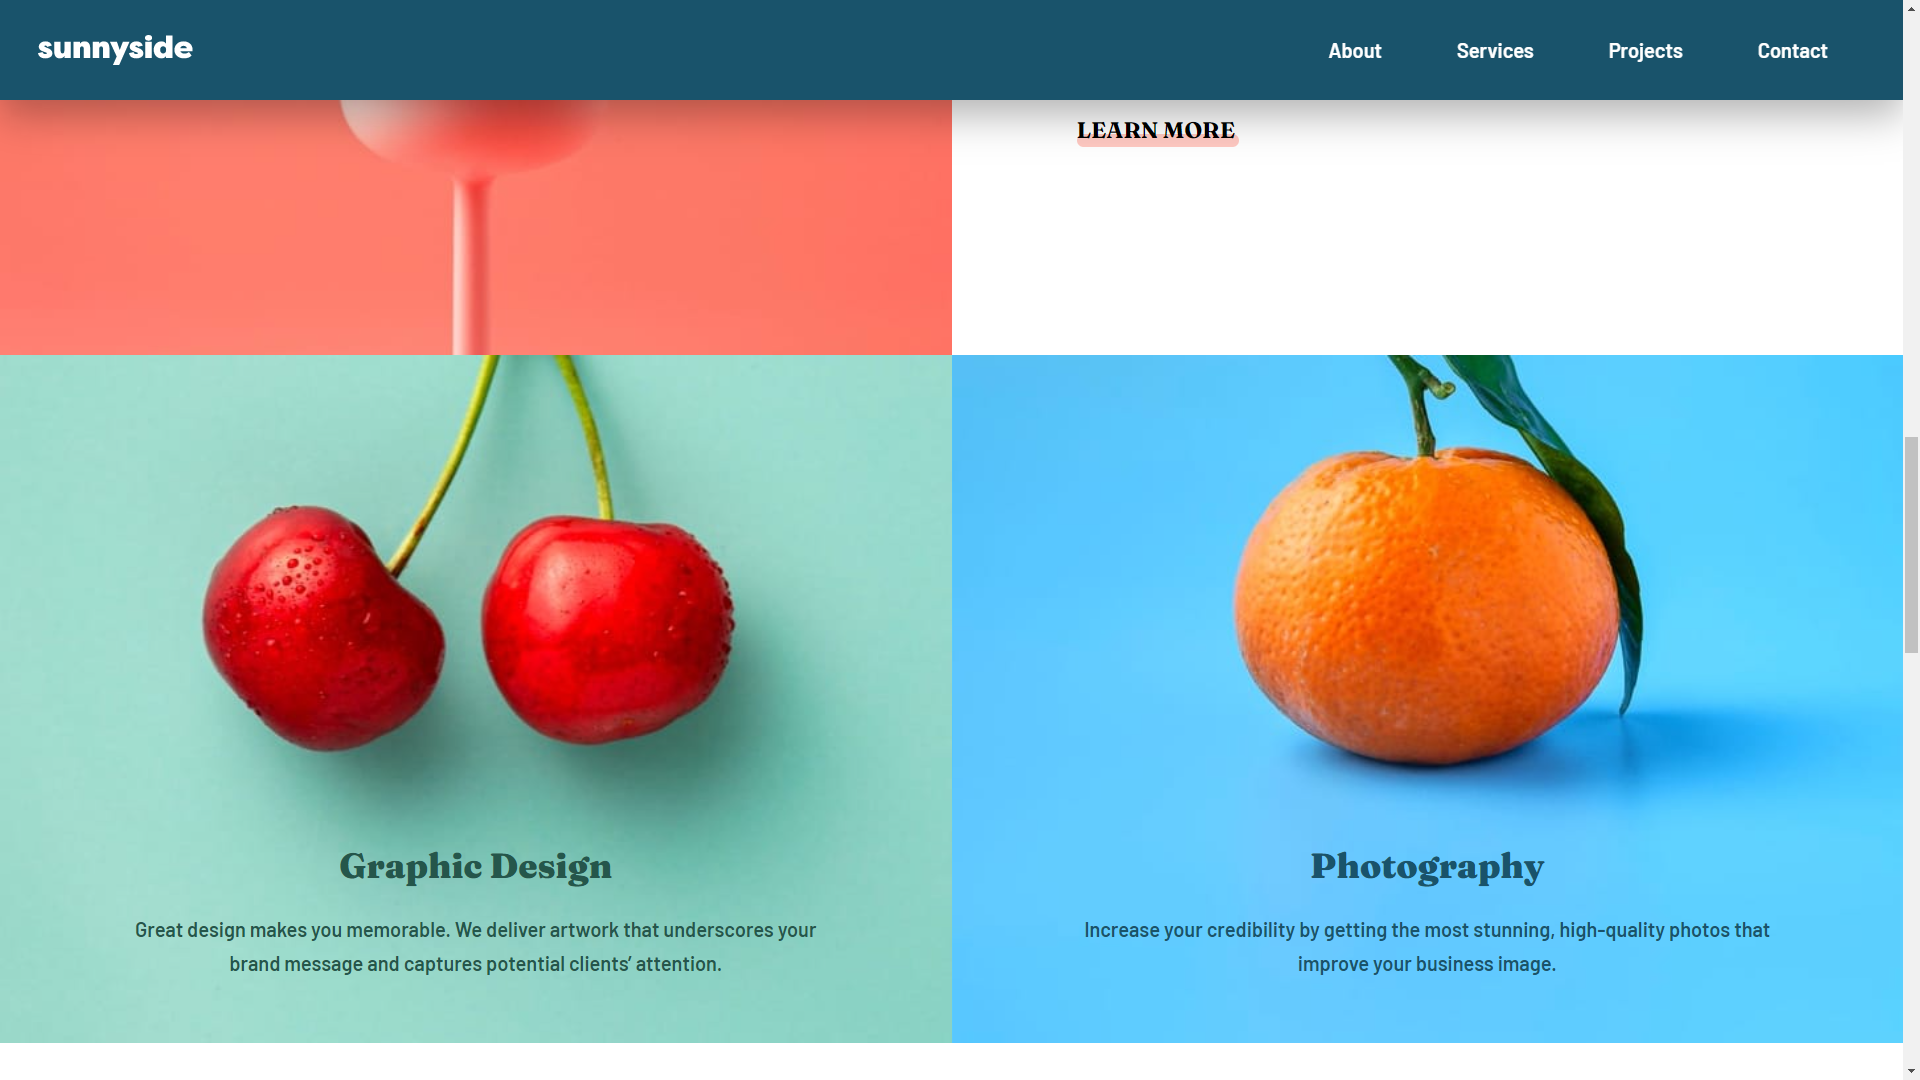 sunnyside
About
Services
Projects
Contact
LEARN MORE
Graphic Design
Great design makes you memorable. We deliver artwork that underscores your
brand message and captures potential clients’ attention.
Photography
Increase your credibility by getting the most stunning, high-quality photos that
improve your business image.